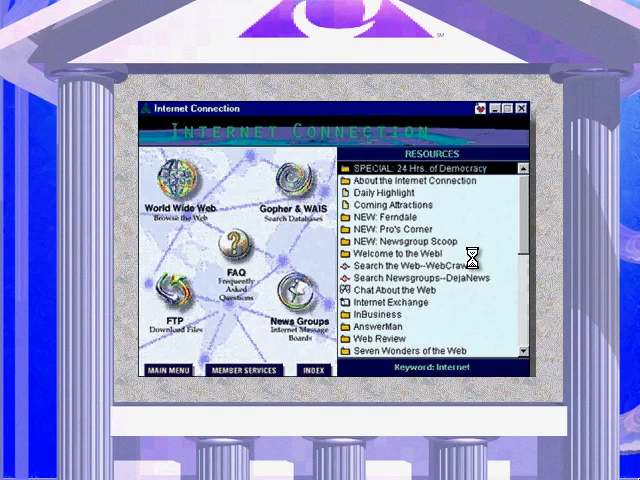 SM
Internet Connection
INTERNET CONNECTION
World Wide Web
Browse the Web
Gopher & WAIS
Search Databases
FAQ
Frequently
Asked
Questions
FTP
Download Files
News Groups
Internet Message
Boards
MAIN MENU
MEMBER SERVICES
INDEX
RESOURCES
SPECIAL: 24 Hrs. of Democracy
About the Internet Connection
Daily Highlight
Coming Attractions
NEW: Ferndale
NEW: Pro's Corner
NEW: Newsgroup Scoop
Welcome to the Web!
Search the Web--WebCraw
Search Newsgroups--DejaNews
Chat About the Web
Internet Exchange
InBusiness
AnswerMan
Web Review
Seven Wonders of the Web
Keyword: Internet